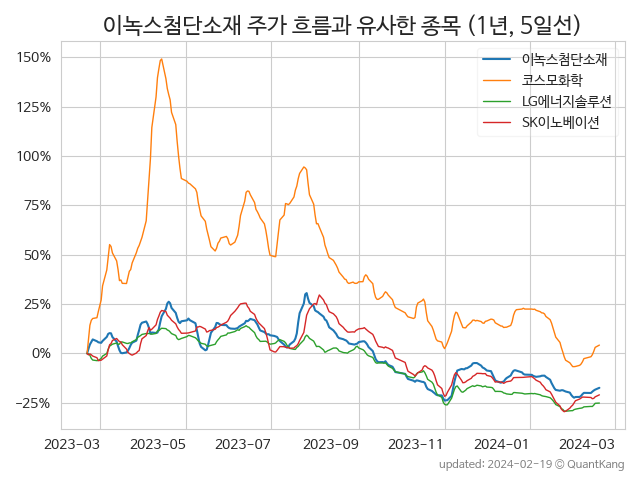 이녹스첨단소재 주가 흐름과 유사한 종목 (1년, 5일선)
이녹스첨단소재
코스모화학
LG에너지솔루션
SK이노베이션
150%
125%
100%
75%
50%
25%
0%
−25%
2023-03 2023-05 2023-07 2023-09 2023-11 2024-01 2024-03
updated: 2024-02-19 © QuantKang